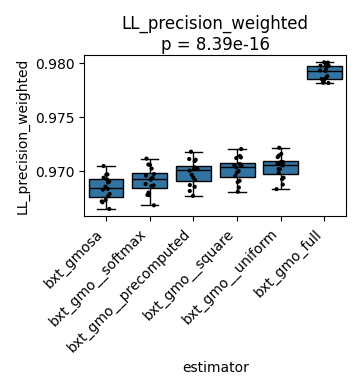 LL_precision_weighted
p = 8.39e-16
LL_precision_weighted
0.980
0.975
0.970
bxt_gmosa
bxt_gmo__softmax
bxt_gmo__precomputed
bxt_gmo__square
bxt_gmo__uniform
bxt_gmo_full
estimator